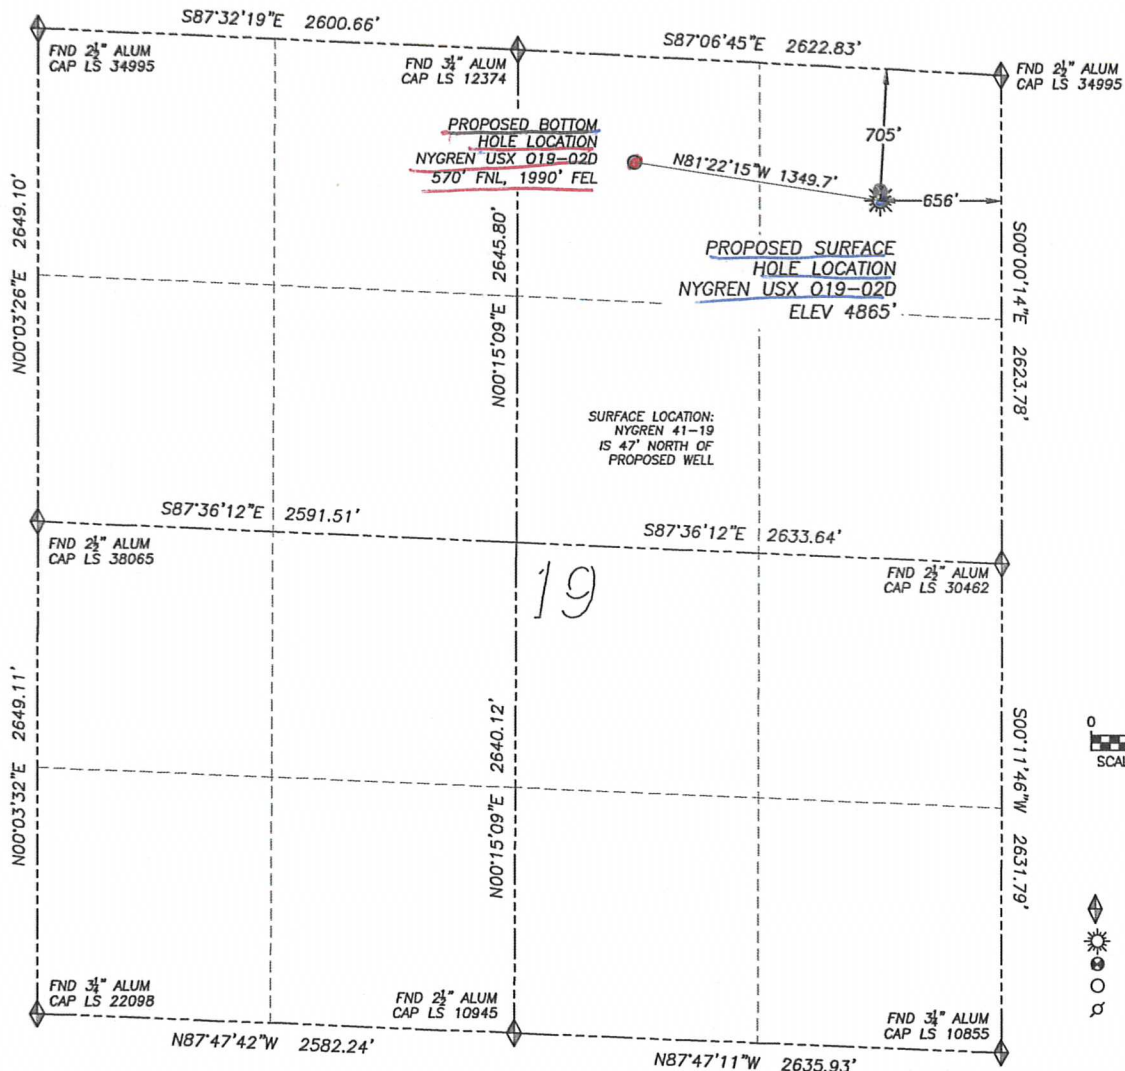 S87°32'19"E 2600.66'
S87°06'45"E 2622.83'
FND 2½" ALUM
CAP LS 34995
FND 3¼" ALUM
CAP LS 12374
FND 2½" ALUM
CAP LS 34995
PROPOSED BOTTOM
HOLE LOCATION
NYGREN USX O19-02D
570' FNL, 1990' FEL
705'
N81°22'15"W 1349.7'
656'
PROPOSED SURFACE
HOLE LOCATION
NYGREN USX O19-02D
ELEV 4865'
N00°03'26"E 2649.10'
N00°15'09"E 2645.80'
S00°00'14"E 2623.78'
SURFACE LOCATION:
NYGREN 41-19
IS 47' NORTH OF
PROPOSED WELL
S87°36'12"E 2591.51'
S87°36'12"E 2633.64'
FND 2½" ALUM
CAP LS 38065
FND 2½" ALUM
CAP LS 30462
19
N00°03'32"E 2649.11'
N00°15'09"E 2640.12'
S00°11'46"W 2631.79'
0
SCAL
FND 3¼" ALUM
CAP LS 22098
FND 2½" ALUM
CAP LS 10945
FND 3¼" ALUM
CAP LS 10855
N87°47'42"W 2582.24'
N87°47'11"W 2635.93'